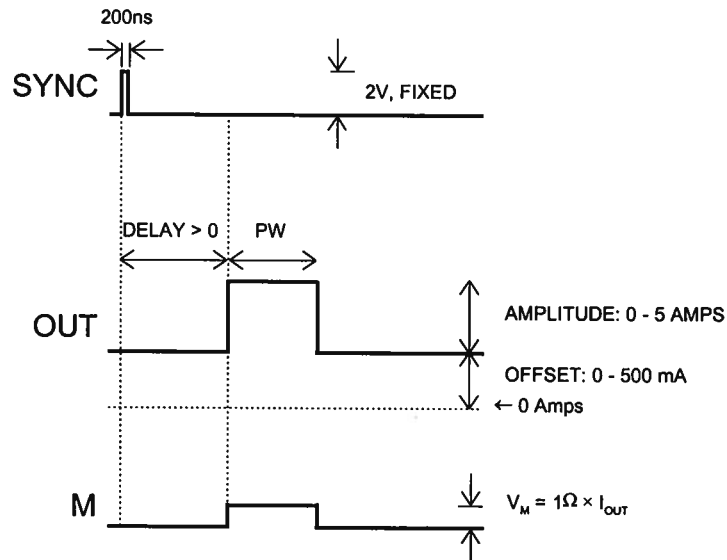 200ns
SYNC
2V, FIXED
DELAY > 0
PW
OUT
AMPLITUDE: 0 - 5 AMPS
OFFSET: 0 - 500 mA
← 0 Amps
M
V_M = 1Ω × I_OUT